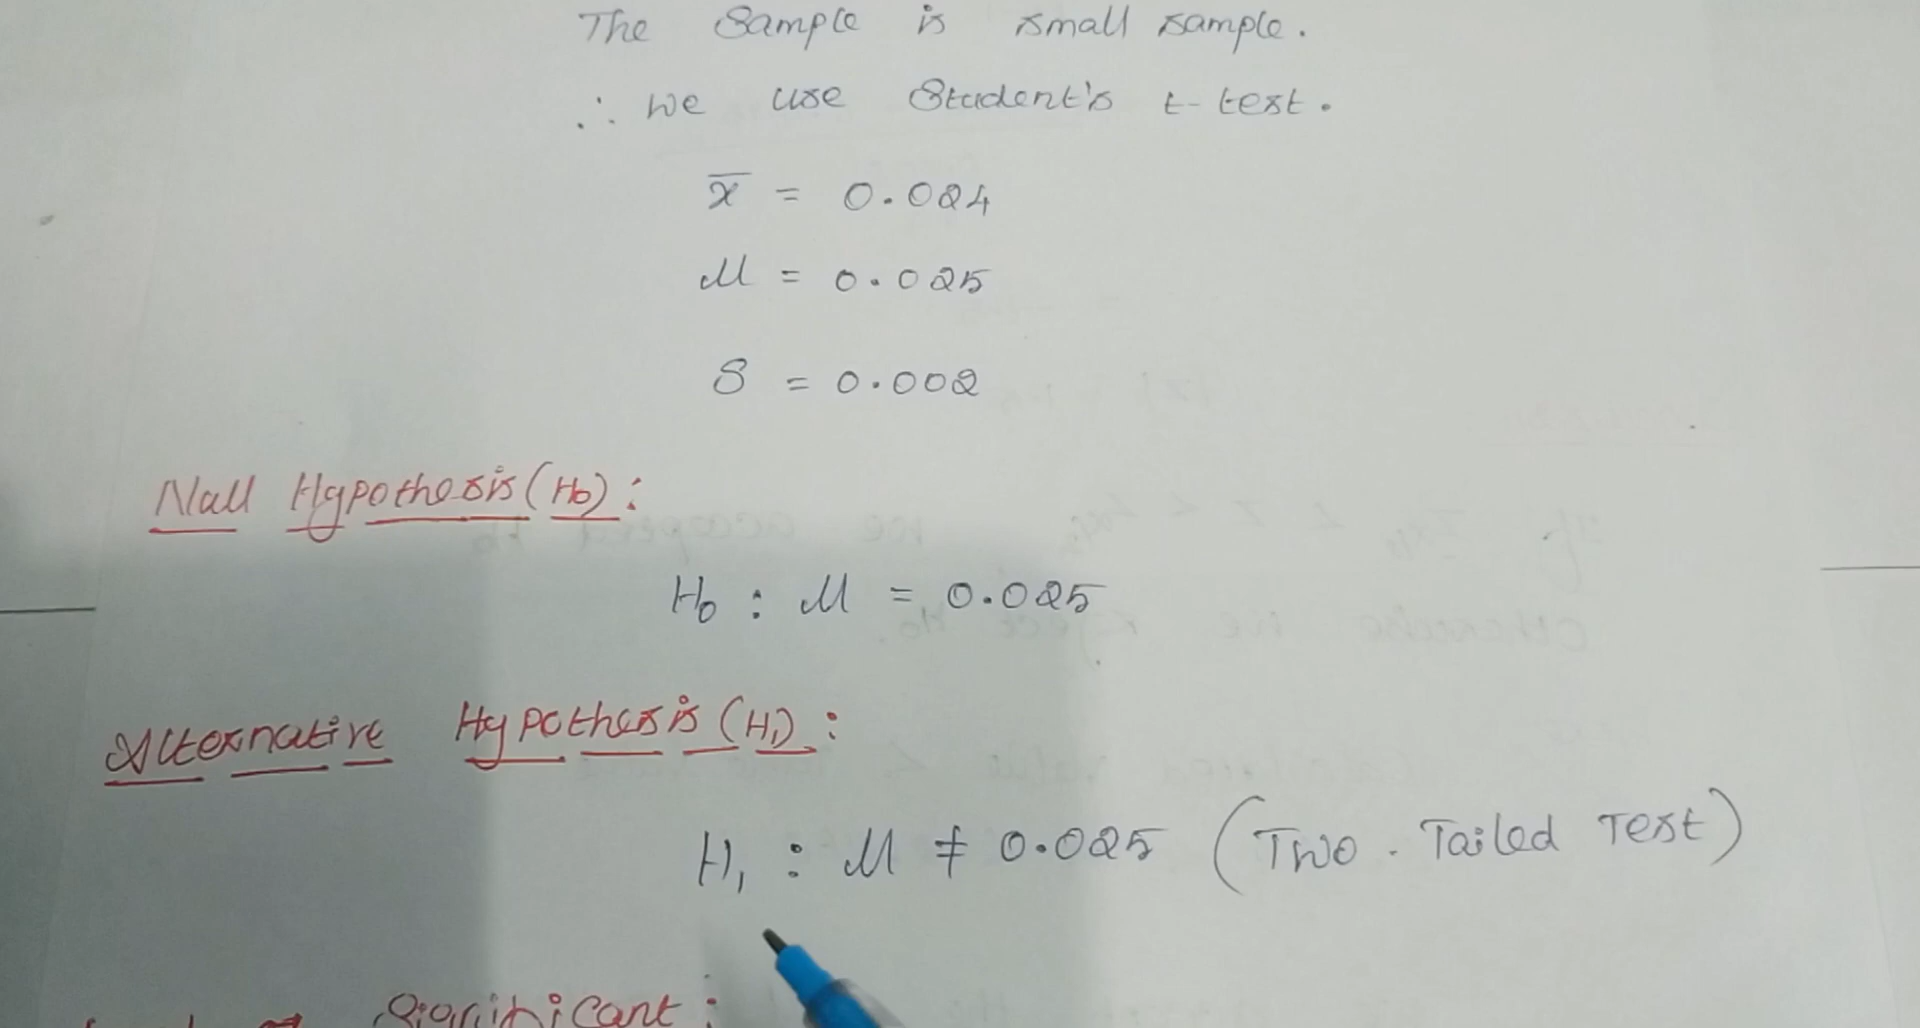 The Sample is small sample.
∴ we use Student's t-test.
x̄ = 0.024
μ = 0.025
S = 0.002
Null Hypothesis (H₀):
H₀ : μ = 0.025
Alternative Hypothesis (H₁):
H₁ : μ ≠ 0.025 (Two-Tailed Test)
Significant: